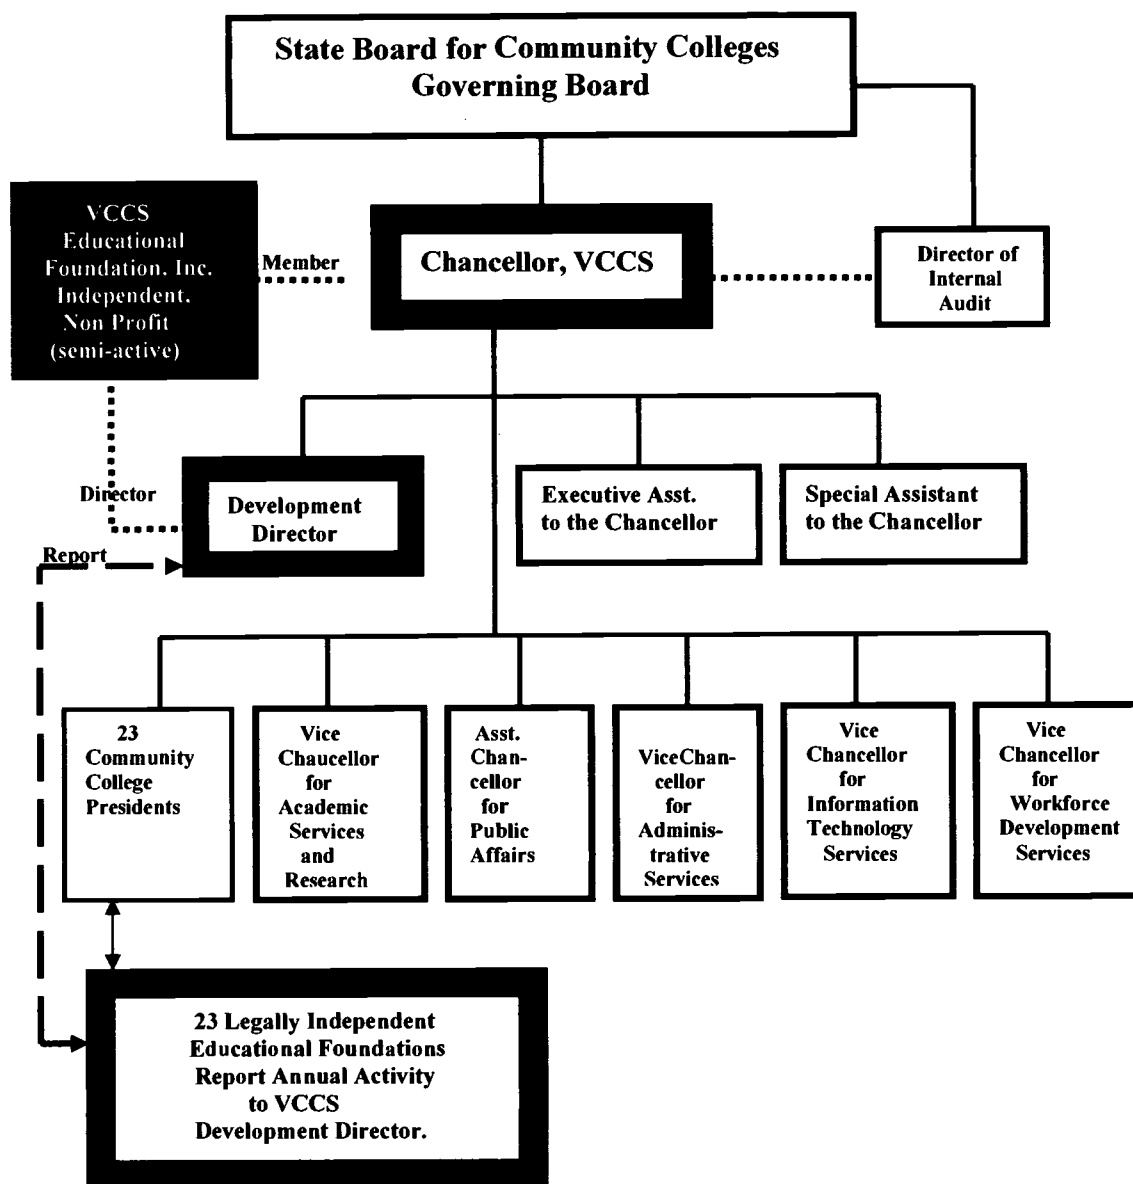 State Board for Community Colleges
Governing Board
VCCS
Educational
Foundation, Inc.
Independent,
Non Profit
(semi-active)
Member
Chancellor, VCCS
Director of
Internal
Audit
Director
Development
Director
Executive Asst.
to the Chancellor
Special Assistant
to the Chancellor
Report
23
Community
College
Presidents
Vice
Chaucellor
for
Academic
Services
and
Research
Asst.
Chan-
cellor
for
Public
Affairs
ViceChan-
cellor
for
Adminis-
trative
Services
Vice
Chancellor
for
Information
Technology
Services
Vice
Chancellor
for
Workforce
Development
Services
23 Legally Independent
Educational Foundations
Report Annual Activity
to VCCS
Development Director.